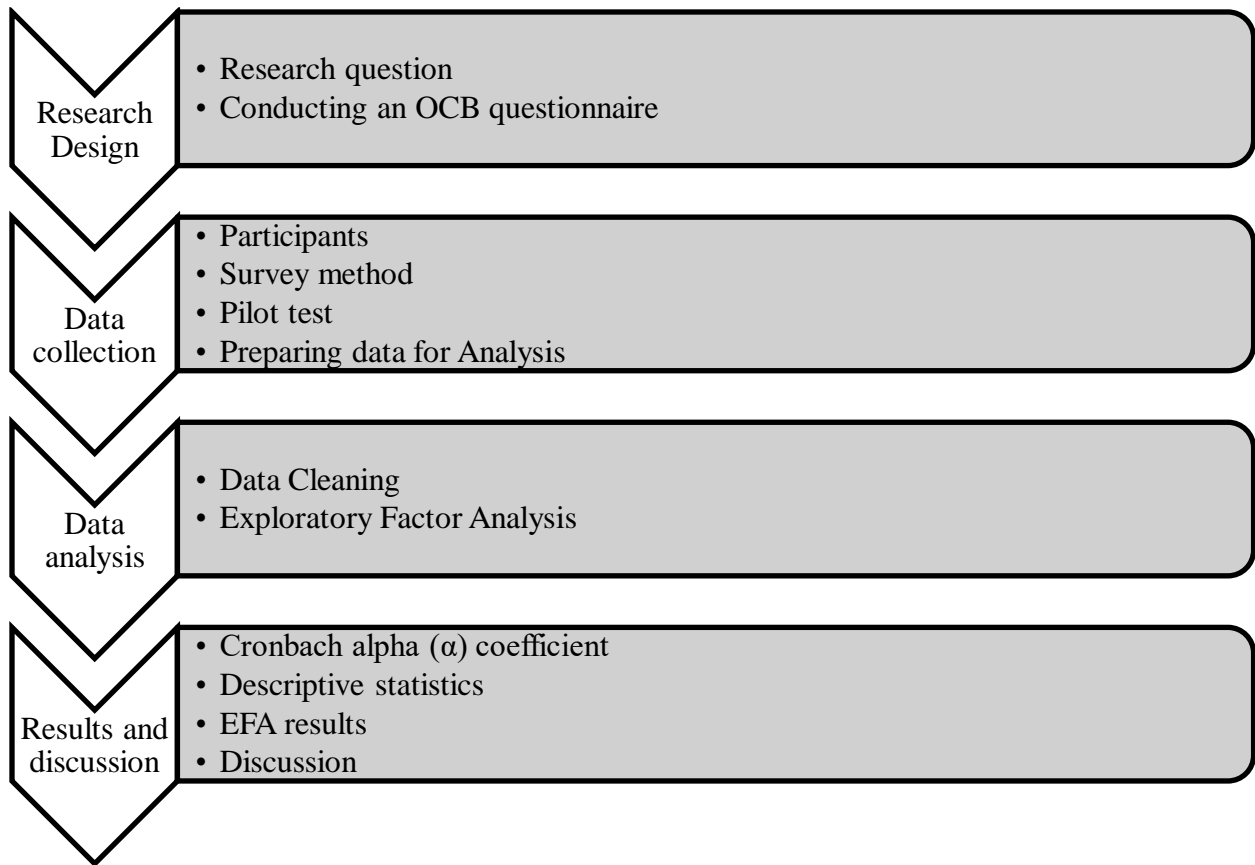 Research
Design
• Research question
• Conducting an OCB questionnaire
Data
collection
• Participants
• Survey method
• Pilot test
• Preparing data for Analysis
Data
analysis
• Data Cleaning
• Exploratory Factor Analysis
Results and
discussion
• Cronbach alpha (α) coefficient
• Descriptive statistics
• EFA results
• Discussion